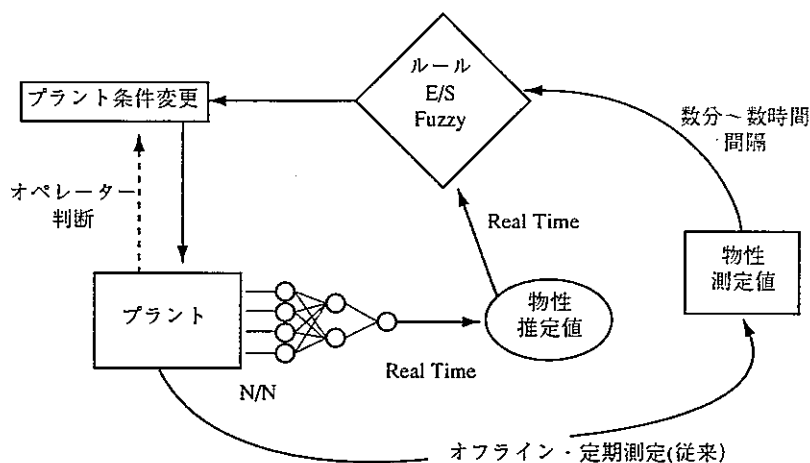 ルール
E/S
Fuzzy
プラント条件変更
数分～数時間
間隔
オペレーター
判断
Real Time
物性
測定値
プラント
物性
推定値
Real Time
N/N
オフライン・定期測定(従来)